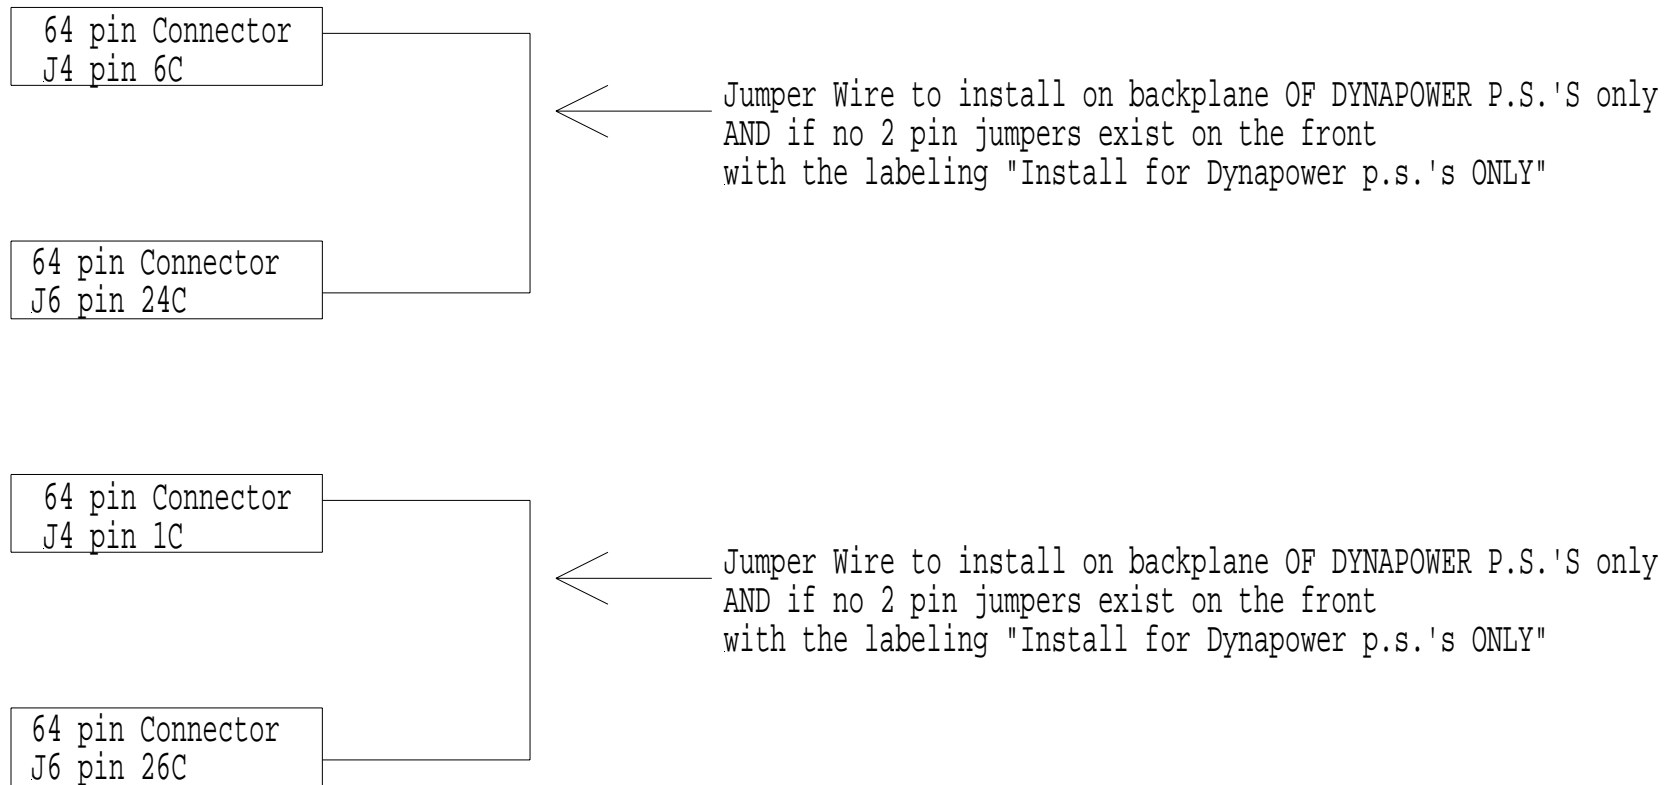 64 pin Connector
J4 pin 6C
Jumper Wire to install on backplane OF DYNAPOWER P.S.'S only
AND if no 2 pin jumpers exist on the front
with the labeling "Install for Dynapower p.s.'s ONLY"
64 pin Connector
J6 pin 24C
64 pin Connector
J4 pin 1C
Jumper Wire to install on backplane OF DYNAPOWER P.S.'S only
AND if no 2 pin jumpers exist on the front
with the labeling "Install for Dynapower p.s.'s ONLY"
64 pin Connector
J6 pin 26C